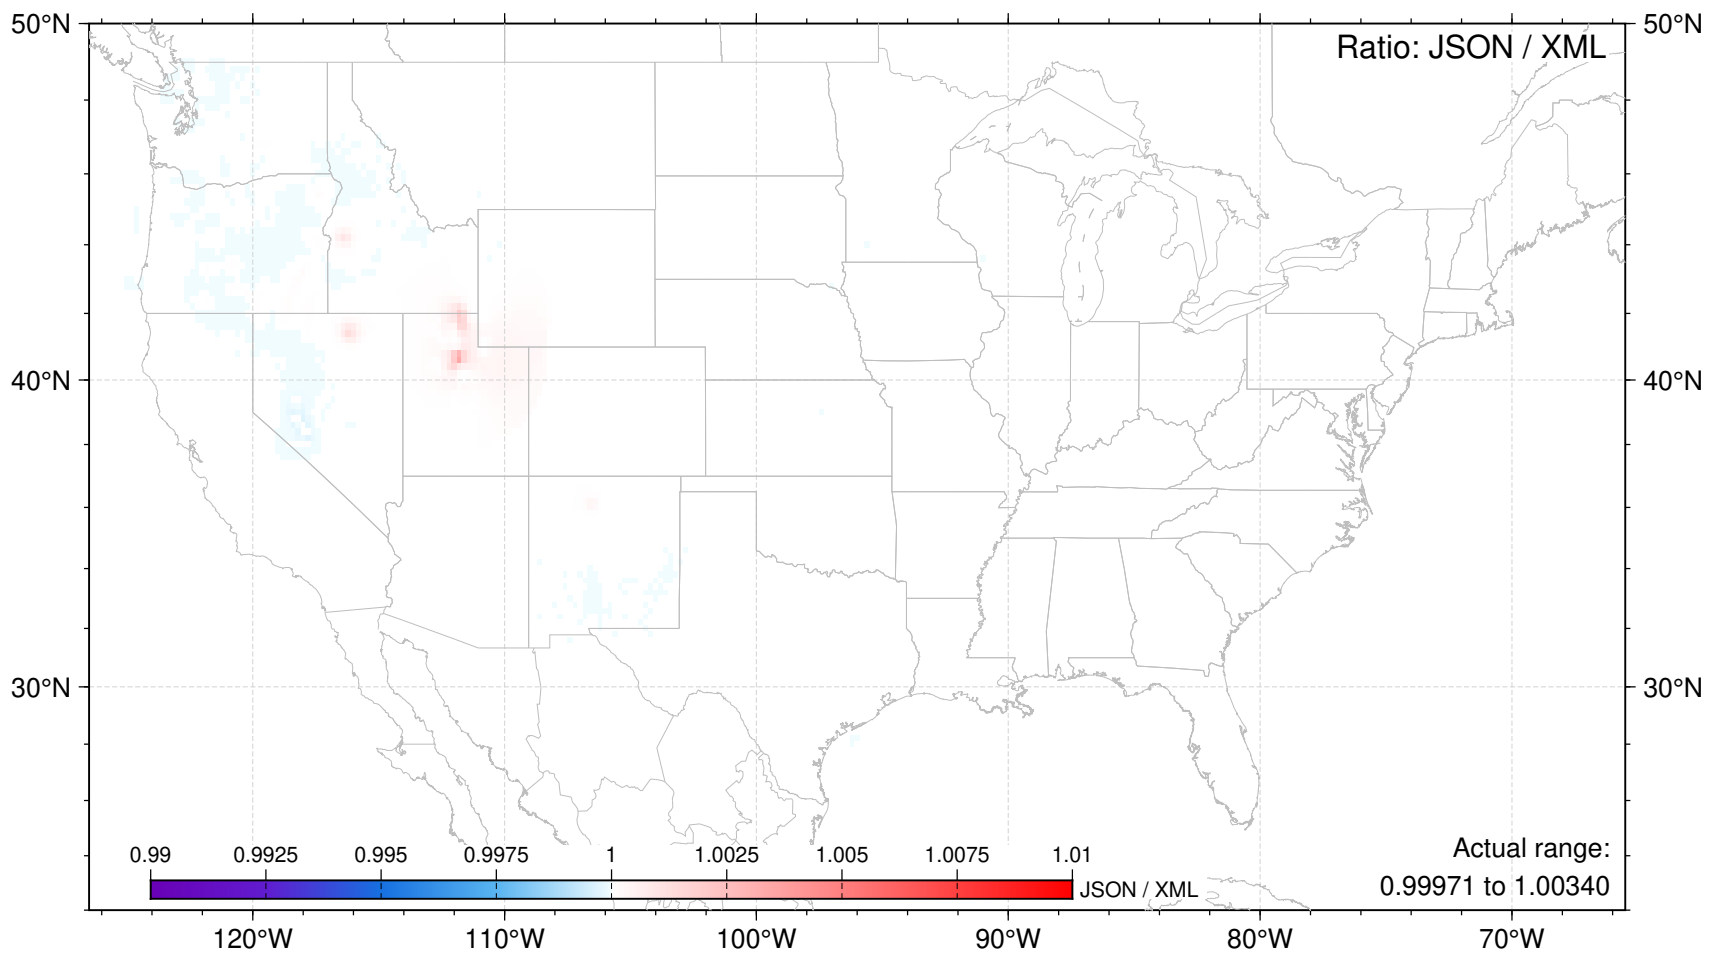 50°N
50°N
Ratio: JSON / XML
40°N
40°N
30°N
30°N
Actual range:
0.99 0.9925 0.995 0.9975 1 1.0025 1.005 1.0075 1.01
JSON / XML
0.99971 to 1.00340
120°W 110°W 100°W 90°W 80°W 70°W